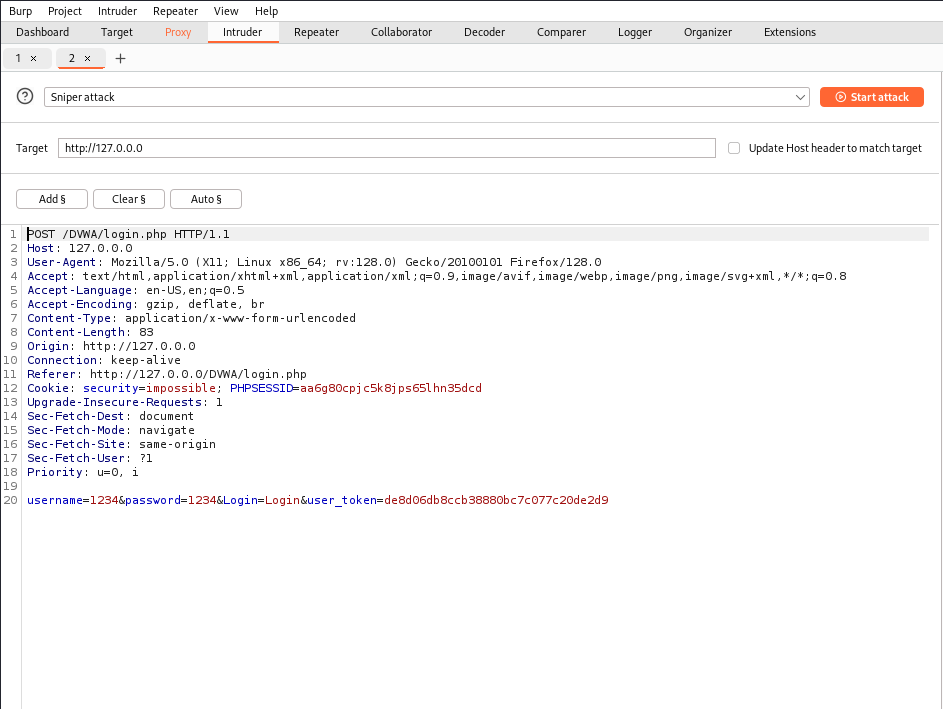 Burp Project Intruder Repeater View Help
Dashboard Target Proxy Intruder Repeater Collaborator Decoder Comparer Logger Organizer Extensions
1 × 2 × +
? Sniper attack Start attack
Target http://127.0.0.0 Update Host header to match target
Add § Clear § Auto §
1 POST /DVWA/login.php HTTP/1.1
2 Host: 127.0.0.0
3 User-Agent: Mozilla/5.0 (X11; Linux x86_64; rv:128.0) Gecko/20100101 Firefox/128.0
4 Accept: text/html,application/xhtml+xml,application/xml;q=0.9,image/avif,image/webp,image/png,image/svg+xml,*/*;q=0.8
5 Accept-Language: en-US,en;q=0.5
6 Accept-Encoding: gzip, deflate, br
7 Content-Type: application/x-www-form-urlencoded
8 Content-Length: 83
9 Origin: http://127.0.0.0
10 Connection: keep-alive
11 Referer: http://127.0.0.0/DVWA/login.php
12 Cookie: security=impossible; PHPSESSID=aa6g80cpjc5k8jps65lhn35dcd
13 Upgrade-Insecure-Requests: 1
14 Sec-Fetch-Dest: document
15 Sec-Fetch-Mode: navigate
16 Sec-Fetch-Site: same-origin
17 Sec-Fetch-User: ?1
18 Priority: u=0, i
19
20 username=1234&password=1234&Login=Login&user_token=de8d06db8ccb38880bc7c077c20de2d9